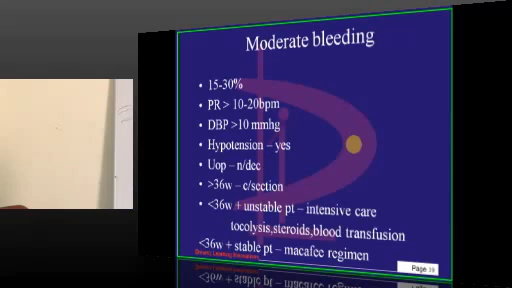 Moderate bleeding
• 15-30%
• PR > 10-20bpm
• DBP >10 mmhg
• Hypotension – yes
• Uop – n/dec
• >36w – c/section
• <36w + unstable pt – intensive care
tocolysis,steroids,blood transfusion
<36w + stable pt – macafee regimen
Page 19